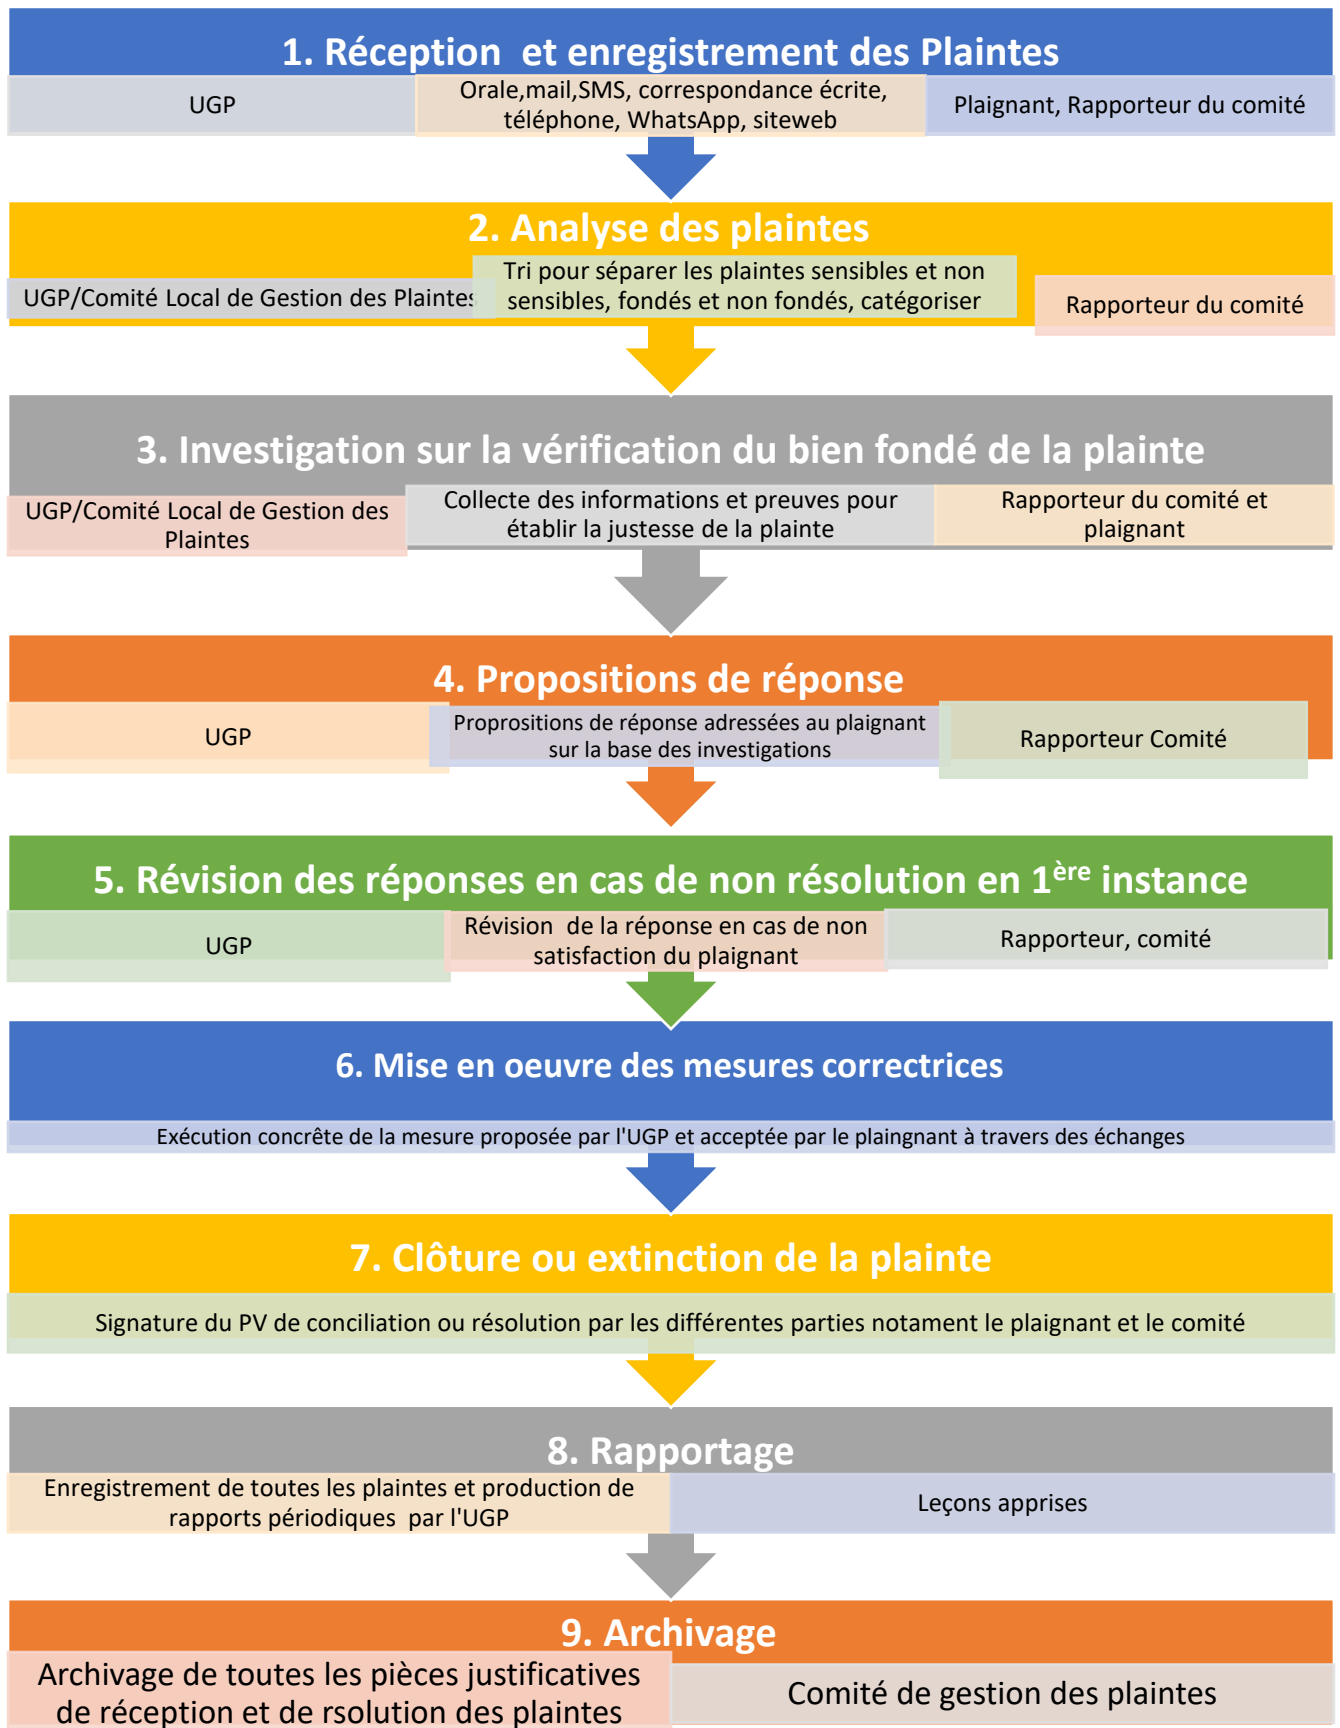 1. Réception et enregistrement des Plaintes
UGP
Orale,mail,SMS, correspondance écrite,
téléphone, WhatsApp, siteweb
Plaignant, Rapporteur du comité
2. Analyse des plaintes
UGP/Comité Local de Gestion des Plaintes
Tri pour séparer les plaintes sensibles et non
sensibles, fondés et non fondés, catégoriser
Rapporteur du comité
3. Investigation sur la vérification du bien fondé de la plainte
UGP/Comité Local de Gestion des
Plaintes
Collecte des informations et preuves pour
établir la justesse de la plainte
Rapporteur du comité et
plaignant
4. Propositions de réponse
UGP
Proprositions de réponse adressées au plaignant
sur la base des investigations
Rapporteur Comité
5. Révision des réponses en cas de non résolution en 1ère instance
UGP
Révision de la réponse en cas de non
satisfaction du plaignant
Rapporteur, comité
6. Mise en oeuvre des mesures correctrices
Exécution concrête de la mesure proposée par l'UGP et acceptée par le plaingnant à travers des échanges
7. Clôture ou extinction de la plainte
Signature du PV de conciliation ou résolution par les différentes parties notament le plaignant et le comité
8. Rapportage
Enregistrement de toutes les plaintes et production de
rapports périodiques par l'UGP
Leçons apprises
9. Archivage
Archivage de toutes les pièces justificatives
de réception et de rsolution des plaintes
Comité de gestion des plaintes